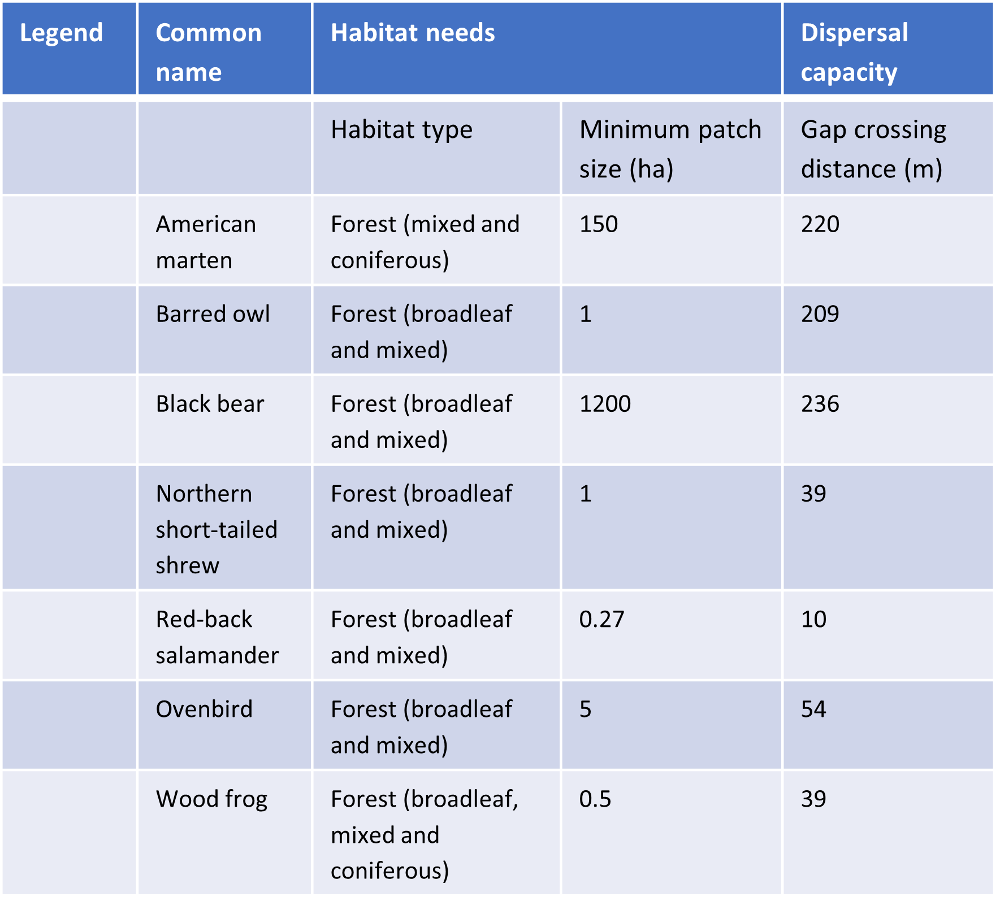 Legend
Common
name
Habitat needs
Dispersal
capacity
Habitat type
Minimum patch
size (ha)
Gap crossing
distance (m)
American
marten
Forest (mixed and
coniferous)
150
220
Barred owl
Forest (broadleaf
and mixed)
1
209
Black bear
Forest (broadleaf
and mixed)
1200
236
Northern
short-tailed
shrew
Forest (broadleaf
and mixed)
1
39
Red-back
salamander
Forest (broadleaf
and mixed)
0.27
10
Ovenbird
Forest (broadleaf
and mixed)
5
54
Wood frog
Forest (broadleaf,
mixed and
coniferous)
0.5
39